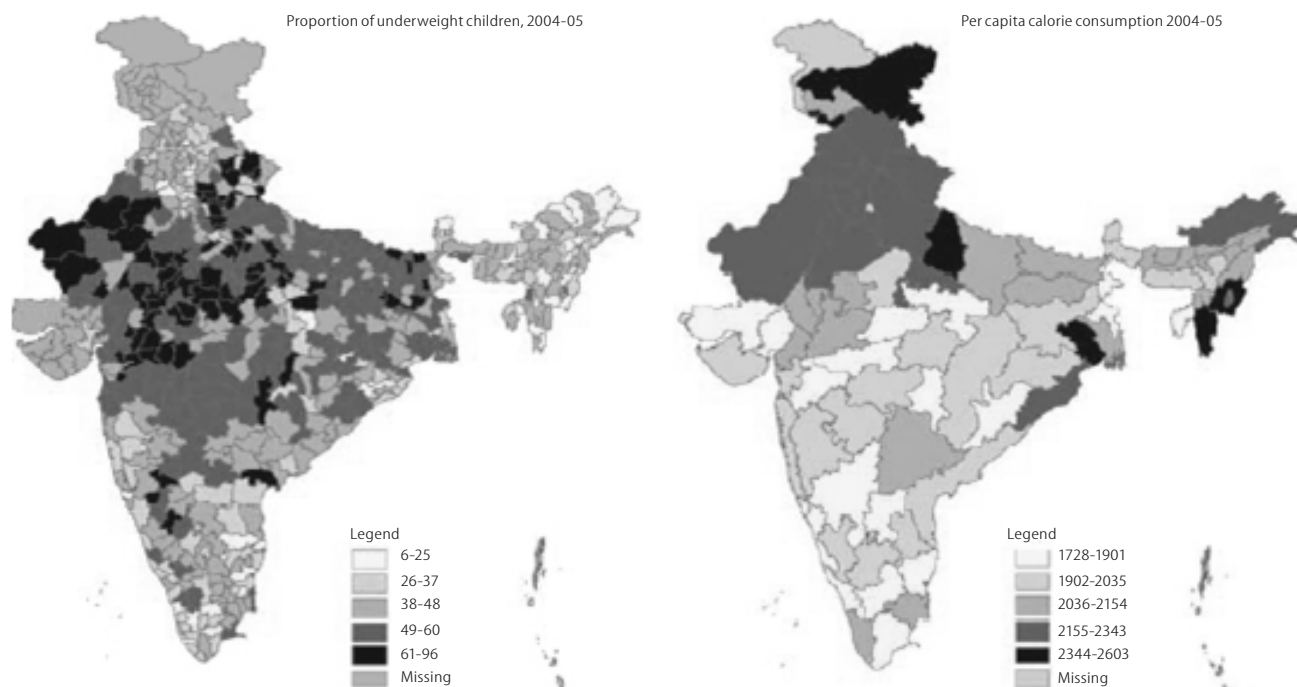 Proportion of underweight children, 2004-05
Legend
6-25
26-37
38-48
49-60
61-96
Missing
Per capita calorie consumption 2004-05
Legend
1728-1901
1902-2035
2036-2154
2155-2343
2344-2603
Missing